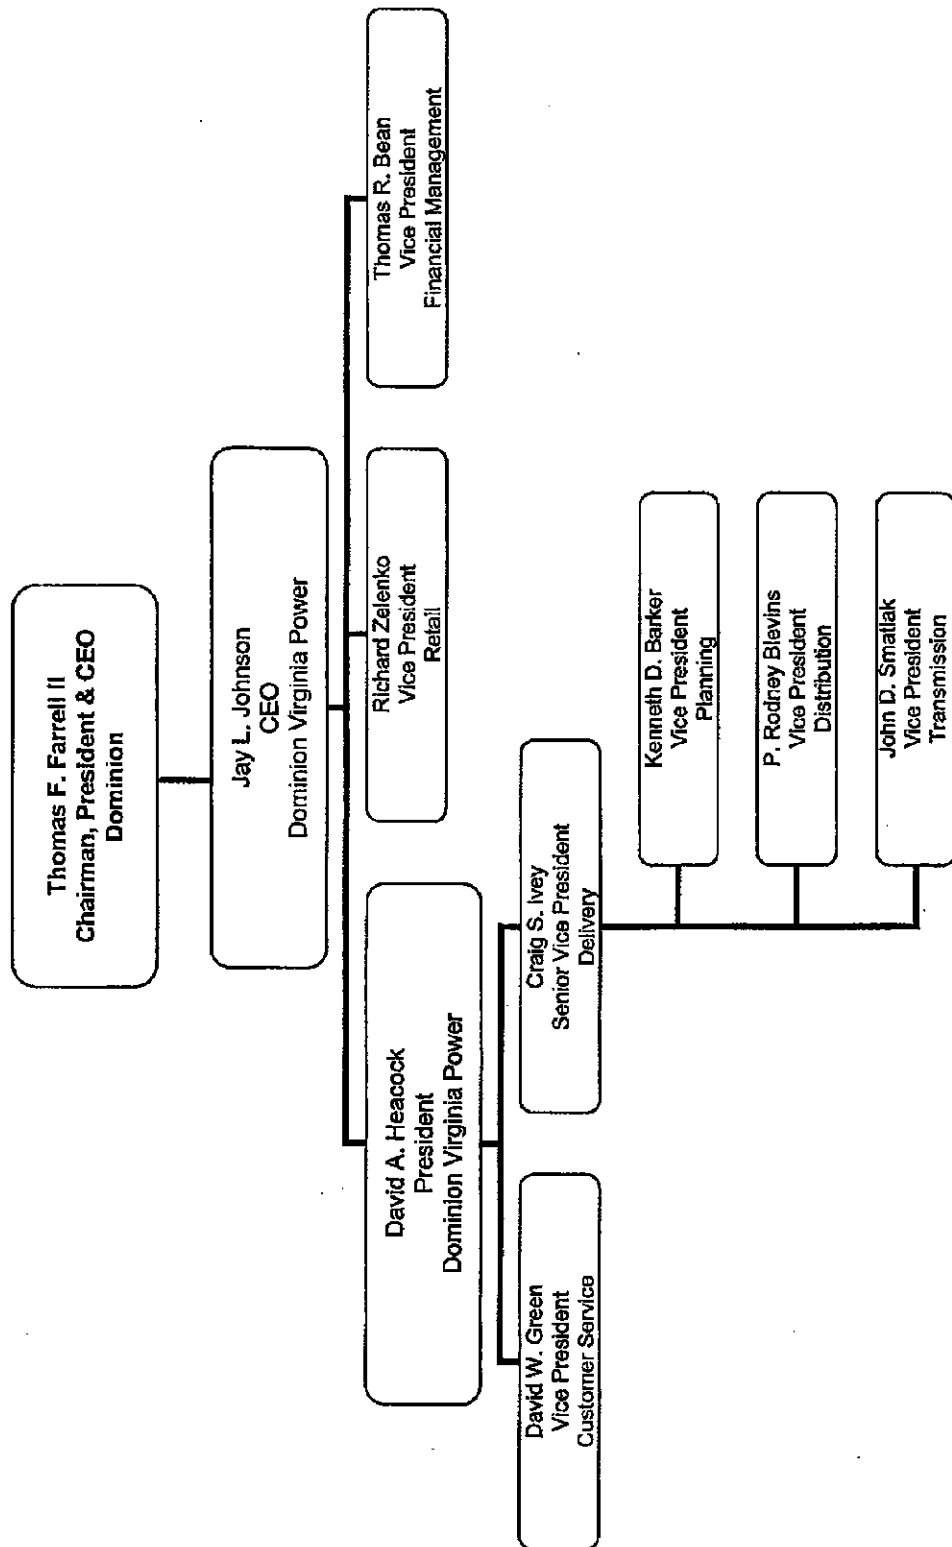 Thomas F. Farrell II
Chairman, President & CEO
Dominion
Jay L. Johnson
CEO
Dominion Virginia Power
David A. Heacock
President
Dominion Virginia Power
Richard Zelenko
Vice President
Retail
Thomas R. Bean
Vice President
Financial Management
David W. Green
Vice President
Customer Service
Craig S. Ivey
Senior Vice President
Delivery
Kenneth D. Barker
Vice President
Planning
P. Rodney Blevins
Vice President
Distribution
John D. Smatlak
Vice President
Transmission